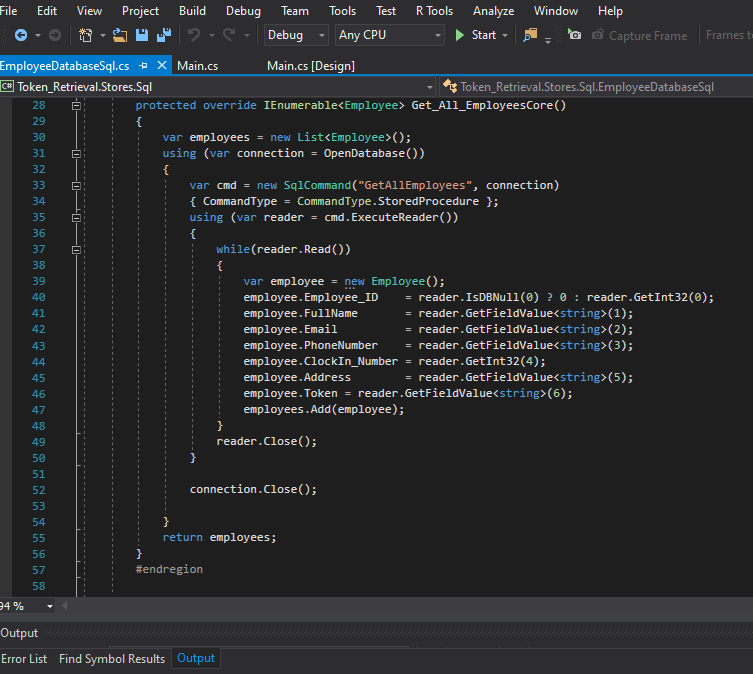 File Edit View Project Build Debug Team Tools Test R Tools Analyze Window Help
Debug Any CPU Start Capture Frame Frames
EmployeeDatabaseSql.cs Main.cs Main.cs [Design]
C# Token_Retrieval.Stores.Sql Token_Retrieval.Stores.Sql.EmployeeDatabaseSql
28 protected override IEnumerable<Employee> Get_All_EmployeesCore()
29 {
30 var employees = new List<Employee>();
31 using (var connection = OpenDatabase())
32 {
33 var cmd = new SqlCommand("GetAllEmployees", connection)
34 { CommandType = CommandType.StoredProcedure };
35 using (var reader = cmd.ExecuteReader())
36 {
37 while(reader.Read())
38 {
39 var employee = new Employee();
40 employee.Employee_ID = reader.IsDBNull(0) ? 0 : reader.GetInt32(0);
41 employee.FullName = reader.GetFieldValue<string>(1);
42 employee.Email = reader.GetFieldValue<string>(2);
43 employee.PhoneNumber = reader.GetFieldValue<string>(3);
44 employee.ClockIn_Number = reader.GetInt32(4);
45 employee.Address = reader.GetFieldValue<string>(5);
46 employee.Token = reader.GetFieldValue<string>(6);
47 employees.Add(employee);
48 }
49 reader.Close();
50 }
51
52 connection.Close();
53
54 }
55 return employees;
56 }
57 #endregion
58
94 %
Output
Error List Find Symbol Results Output